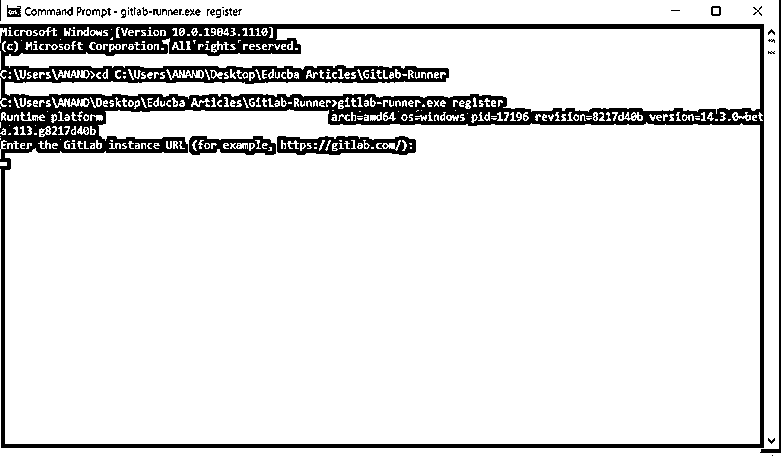 Command Prompt - gitlab-runner.exe register
Microsoft Windows [Version 10.0.19043.1110]
(c) Microsoft Corporation. All rights reserved.
C:\Users\ANAND>cd C:\Users\ANAND\Desktop\Educba Articles\GitLab-Runner
C:\Users\ANAND\Desktop\Educba Articles\GitLab-Runner>gitlab-runner.exe register
Runtime platform arch=amd64 os=windows pid=17196 revision=8217d40b version=14.3.0~bet
a.113.g8217d40b
Enter the GitLab instance URL (for example, https://gitlab.com/):